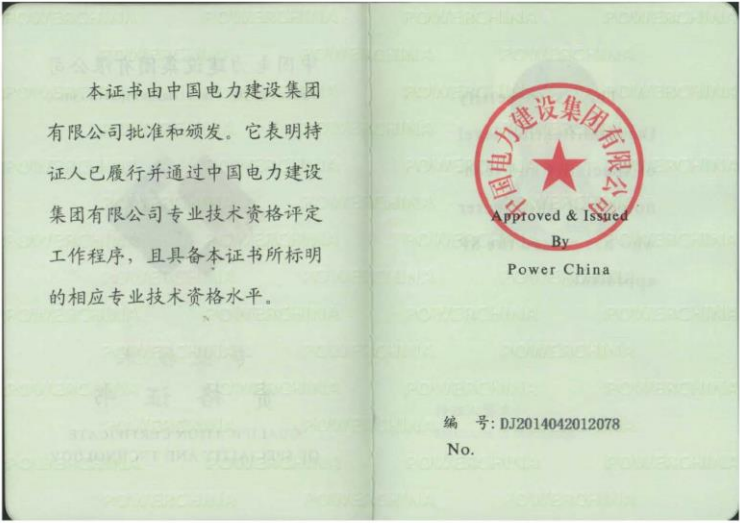 本证书由中国电力建设集团
有限公司批准和颁发。它表明持
证人已履行并通过中国电力建设
集团有限公司专业技术资格评定
工作程序，且具备本证书所标明
的相应专业技术资格水平。
中国电力建设集团有限公司
Approved & Issued
By
Power China
编 号:DJ2014042012078
No.